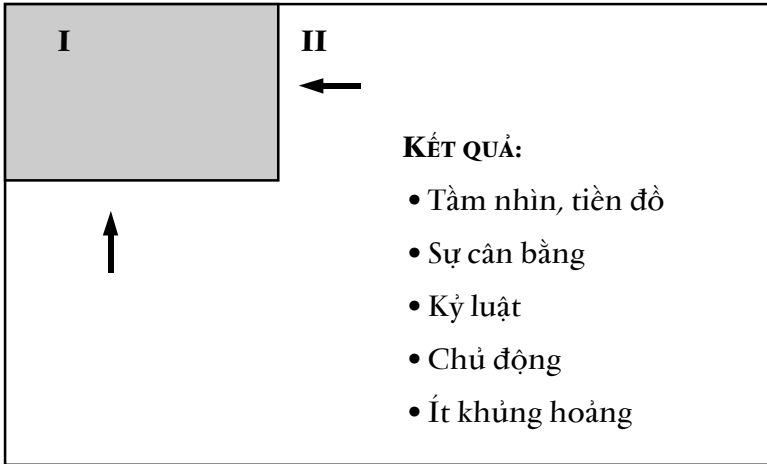 I II
KẾT QUẢ:
• Tầm nhìn, tiền đồ
• Sự cân bằng
• Kỷ luật
• Chủ động
• Ít khủng hoảng